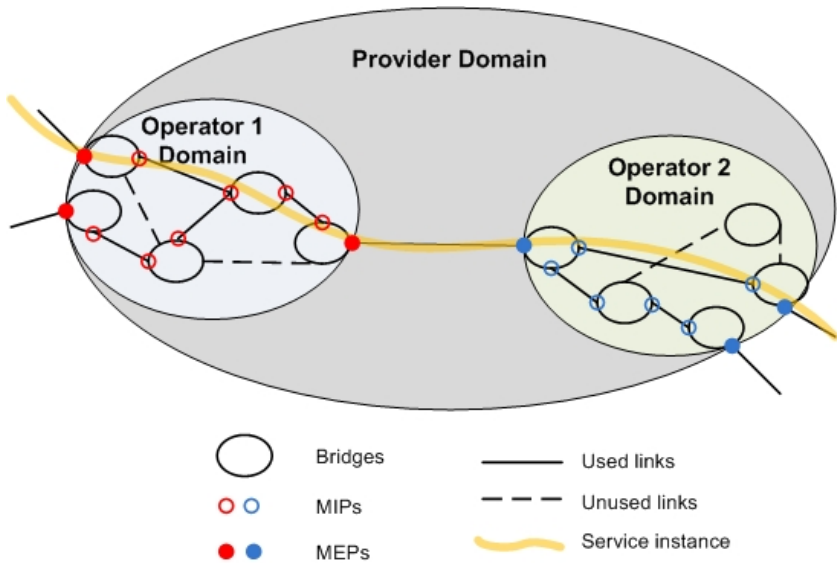 Provider Domain
Operator 1
Domain
Operator 2
Domain
Bridges
Used links
MIPs
Unused links
MEPs
Service instance